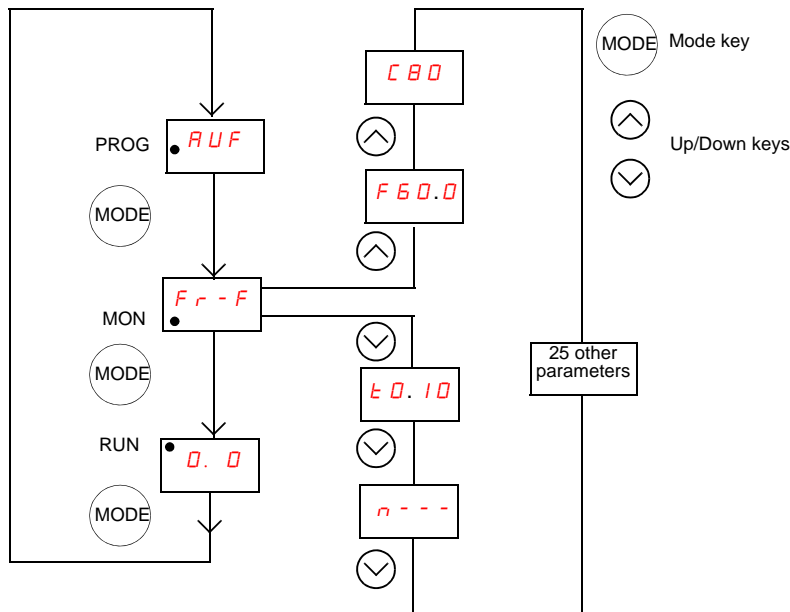 MODE Mode key
C80
PROG AUF
Up/Down keys
F60.0
MODE
Fr-F
MON
25 other
parameters
MODE
t0.10
RUN
0.0
n---
MODE